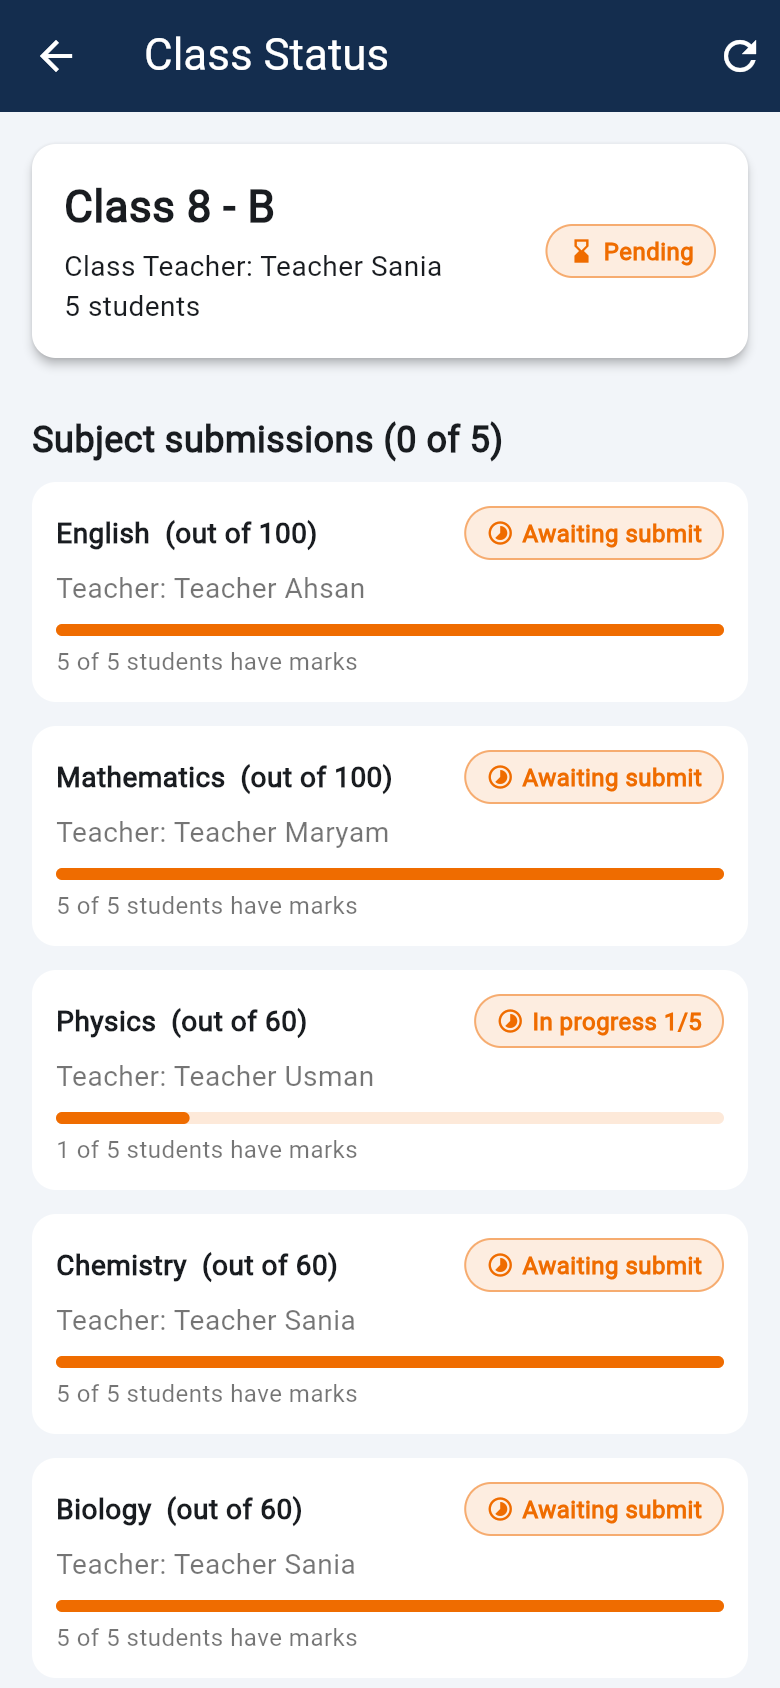 Class Status
Class 8 - B
Class Teacher: Teacher Sania
5 students
Pending
Subject submissions (0 of 5)
English (out of 100)
Awaiting submit
Teacher: Teacher Ahsan
5 of 5 students have marks
Mathematics (out of 100)
Awaiting submit
Teacher: Teacher Maryam
5 of 5 students have marks
Physics (out of 60)
In progress 1/5
Teacher: Teacher Usman
1 of 5 students have marks
Chemistry (out of 60)
Awaiting submit
Teacher: Teacher Sania
5 of 5 students have marks
Biology (out of 60)
Awaiting submit
Teacher: Teacher Sania
5 of 5 students have marks